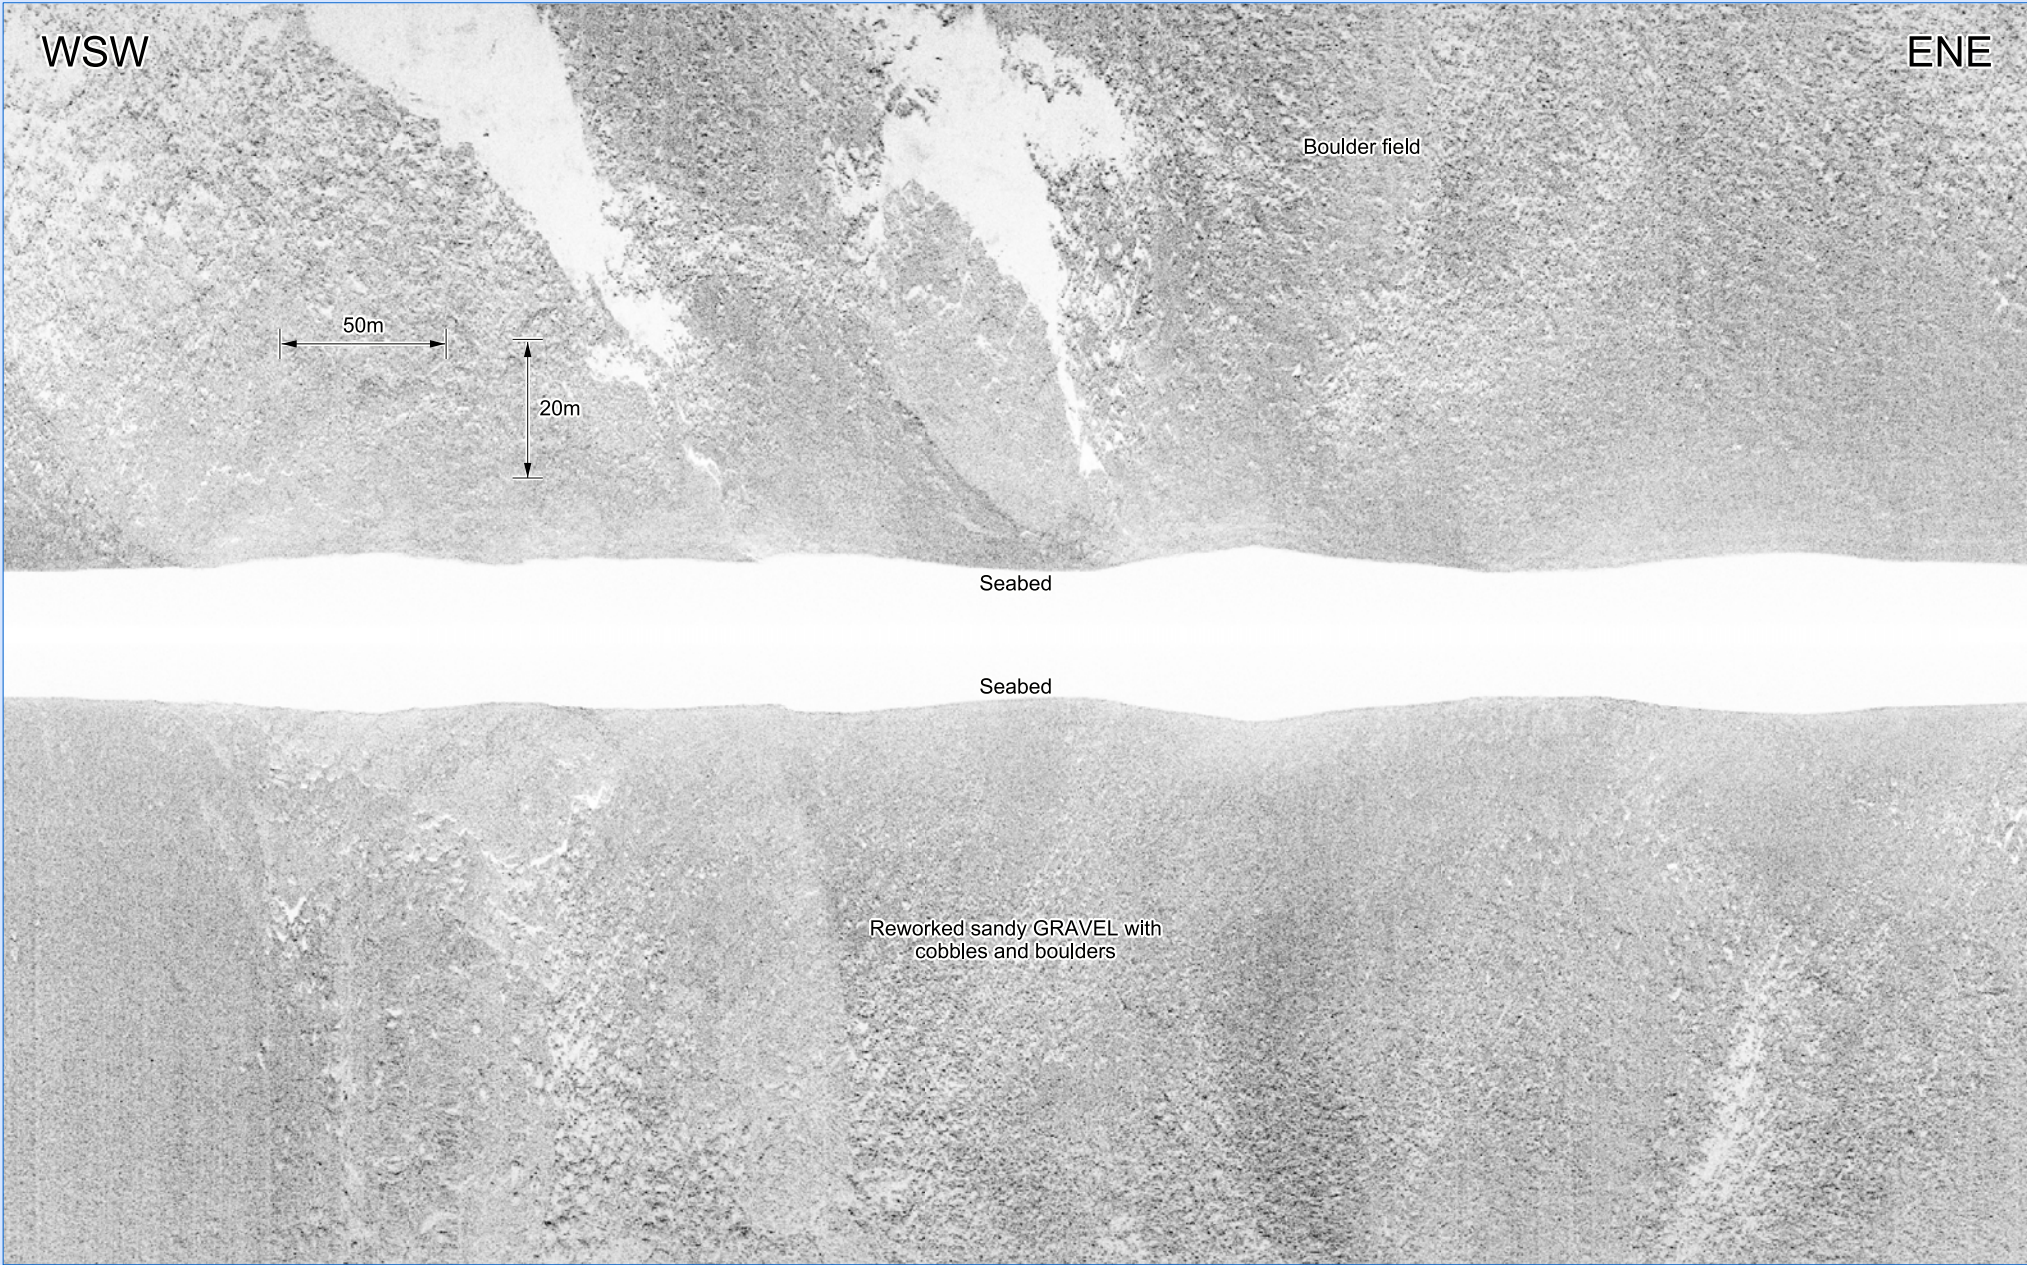 WSW
ENE
Boulder field
50m
20m
Seabed
Seabed
Reworked sandy GRAVEL with
cobbles and boulders